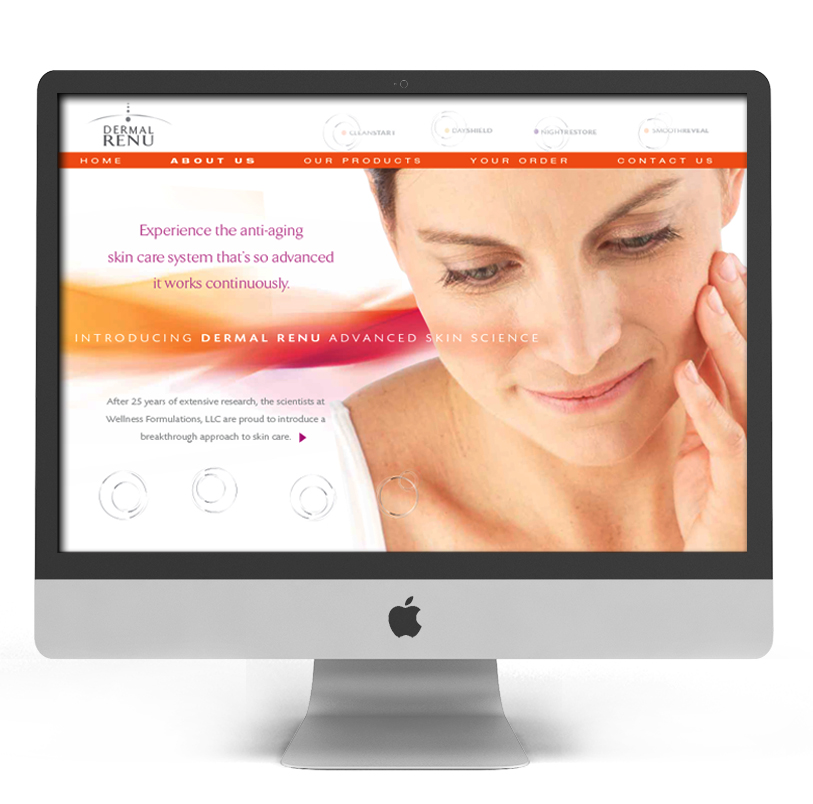 DERMAL
RENU
CLEANSTART
DAYSHIELD
NIGHTRESTORE
SMOOTHREVEAL
HOME
ABOUT US
OUR PRODUCTS
YOUR ORDER
CONTACT US
Experience the anti-aging
skin care system that's so advanced
it works continuously.
INTRODUCING DERMAL RENU ADVANCED SKIN SCIENCE
After 25 years of extensive research, the scientists at
Wellness Formulations, LLC are proud to introduce a
breakthrough approach to skin care.